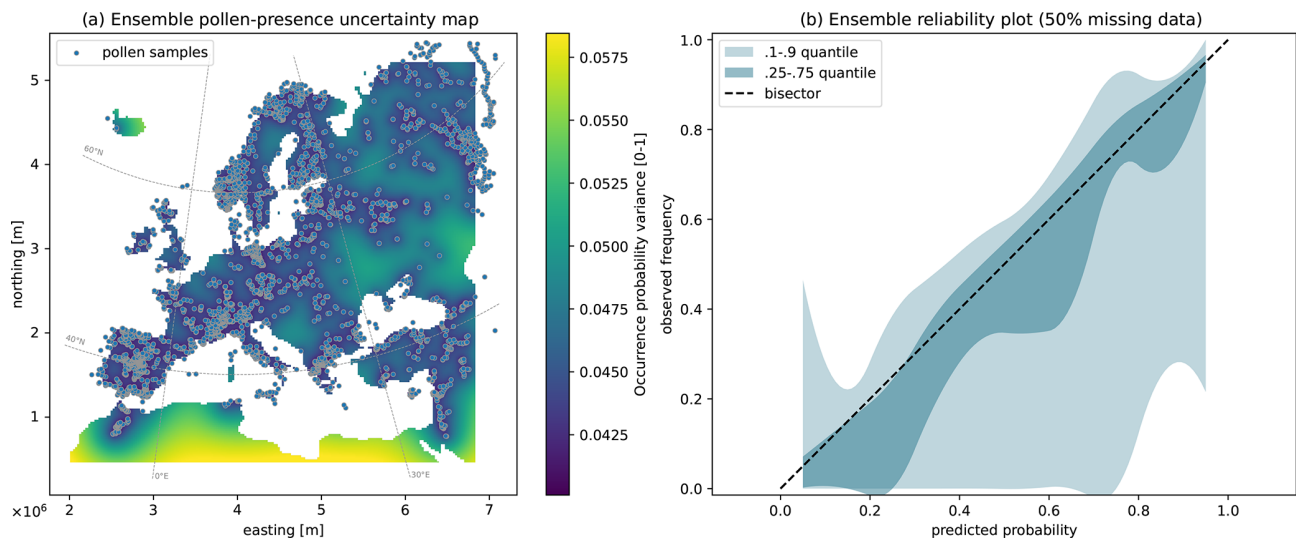 (a) Ensemble pollen-presence uncertainty map
pollen samples
northing [m]
5
4
3
2
1
60°N
40°N
0°E
30°E
×10⁶
2
3
4
5
6
7
easting [m]
0.0575
0.0550
0.0525
0.0500
0.0475
0.0450
0.0425
Occurrence probability variance [0-1]
(b) Ensemble reliability plot (50% missing data)
.1-.9 quantile
.25-.75 quantile
bisector
observed frequency
1.0
0.8
0.6
0.4
0.2
0.0
0.0
0.2
0.4
0.6
0.8
1.0
predicted probability